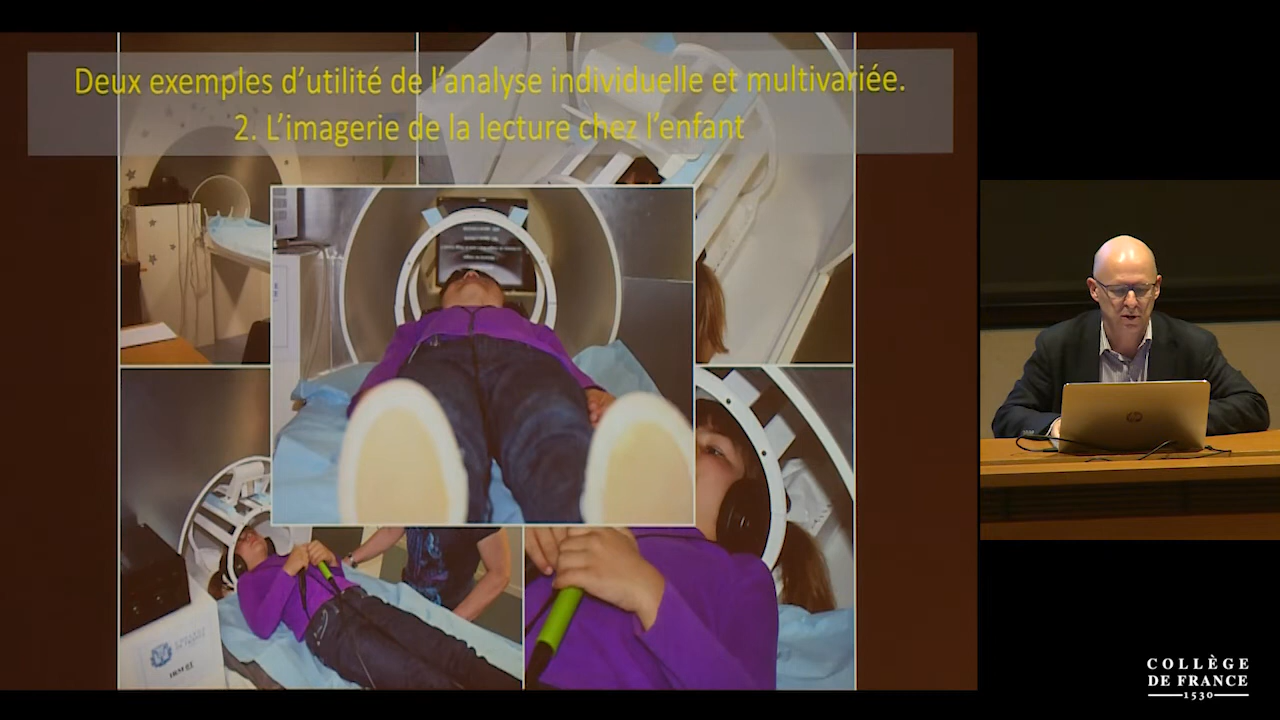 Deux exemples d’utilité de l’analyse individuelle et multivariée.
2. L’imagerie de la lecture chez l’enfant
COLLÈGE
DE FRANCE
1530